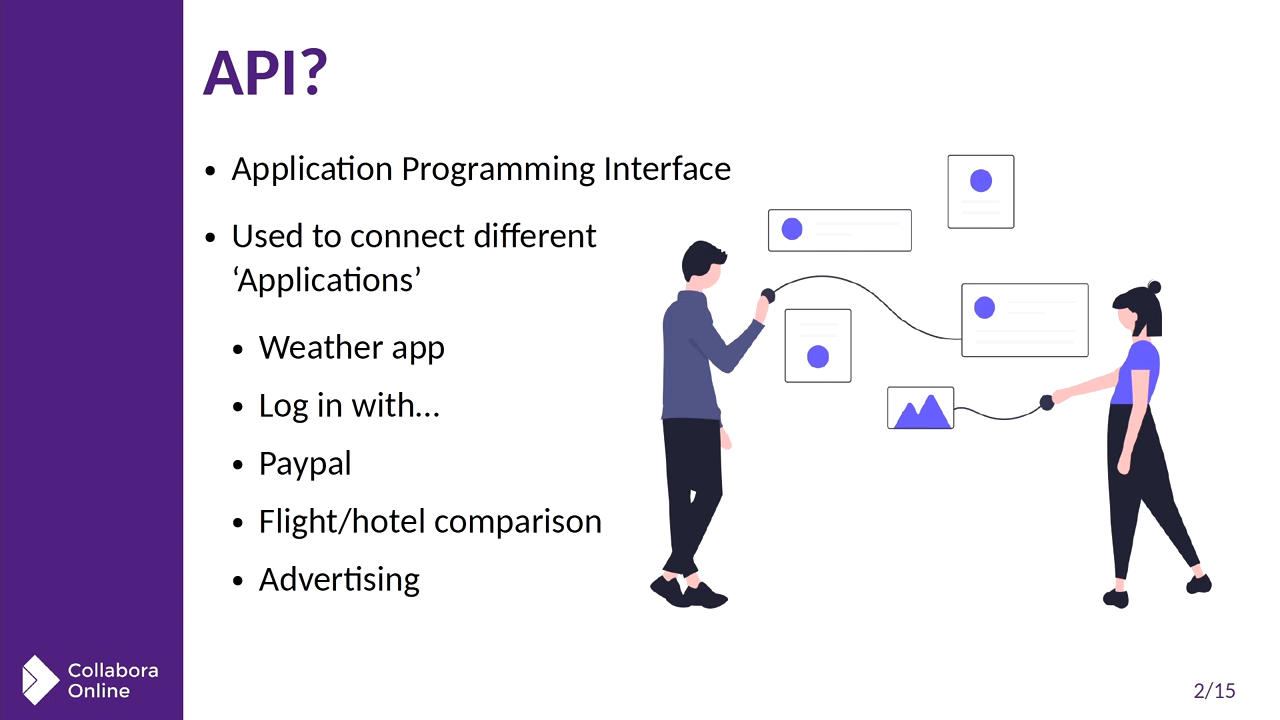 API?
• Application Programming Interface
• Used to connect different
‘Applications’
• Weather app
• Log in with...
• Paypal
• Flight/hotel comparison
• Advertising
Collabora
Online
2/15